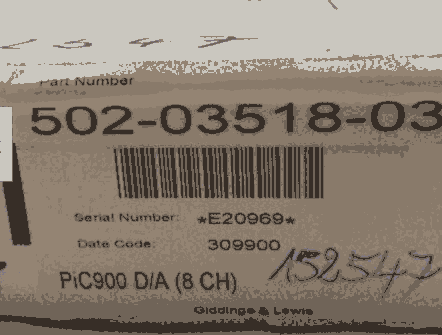 Part Number
502-03518-03
Serial Number: *E20969*
Date Code: 309900
PiC900 D/A (8 CH)
152547
Giddings & Lewis